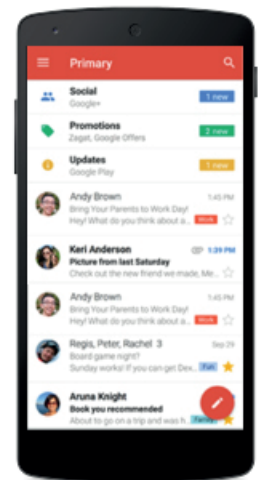 Primary
Social
Google+
1 new
Promotions
Zagat, Google Offers
2 new
Updates
Google Play
1 new
Andy Brown 1:45 PM
Bring Your Parents to Work Day!
Hey! What do you think about a... Work
Keri Anderson 1:39 PM
Picture from last Saturday
Check out the new friend we made, Me...
Andy Brown 1:45 PM
Bring Your Parents to Work Day!
Hey! What do you think about a... Work
Regis, Peter, Rachel 3 Sep 29
Board game night?
Sunday works! If you can get Dex... Fun
Aruna Knight
Book you recommended
About to go on a trip and was h... Family